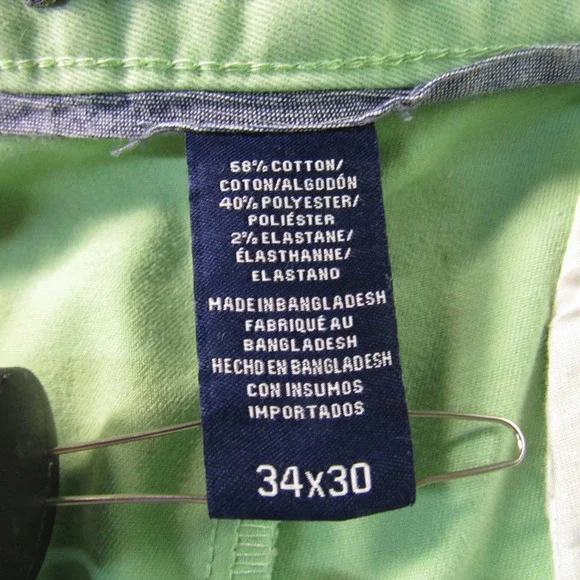 58% COTTON/
COTON/ALGODÓN
40% POLYESTER/
POLIÉSTER
2% ELASTANE/
ÉLASTHANNE/
ELASTANO
MADE IN BANGLADESH
FABRIQUÉ AU
BANGLADESH
HECHO EN BANGLADESH
CON INSUMOS
IMPORTADOS
34x30